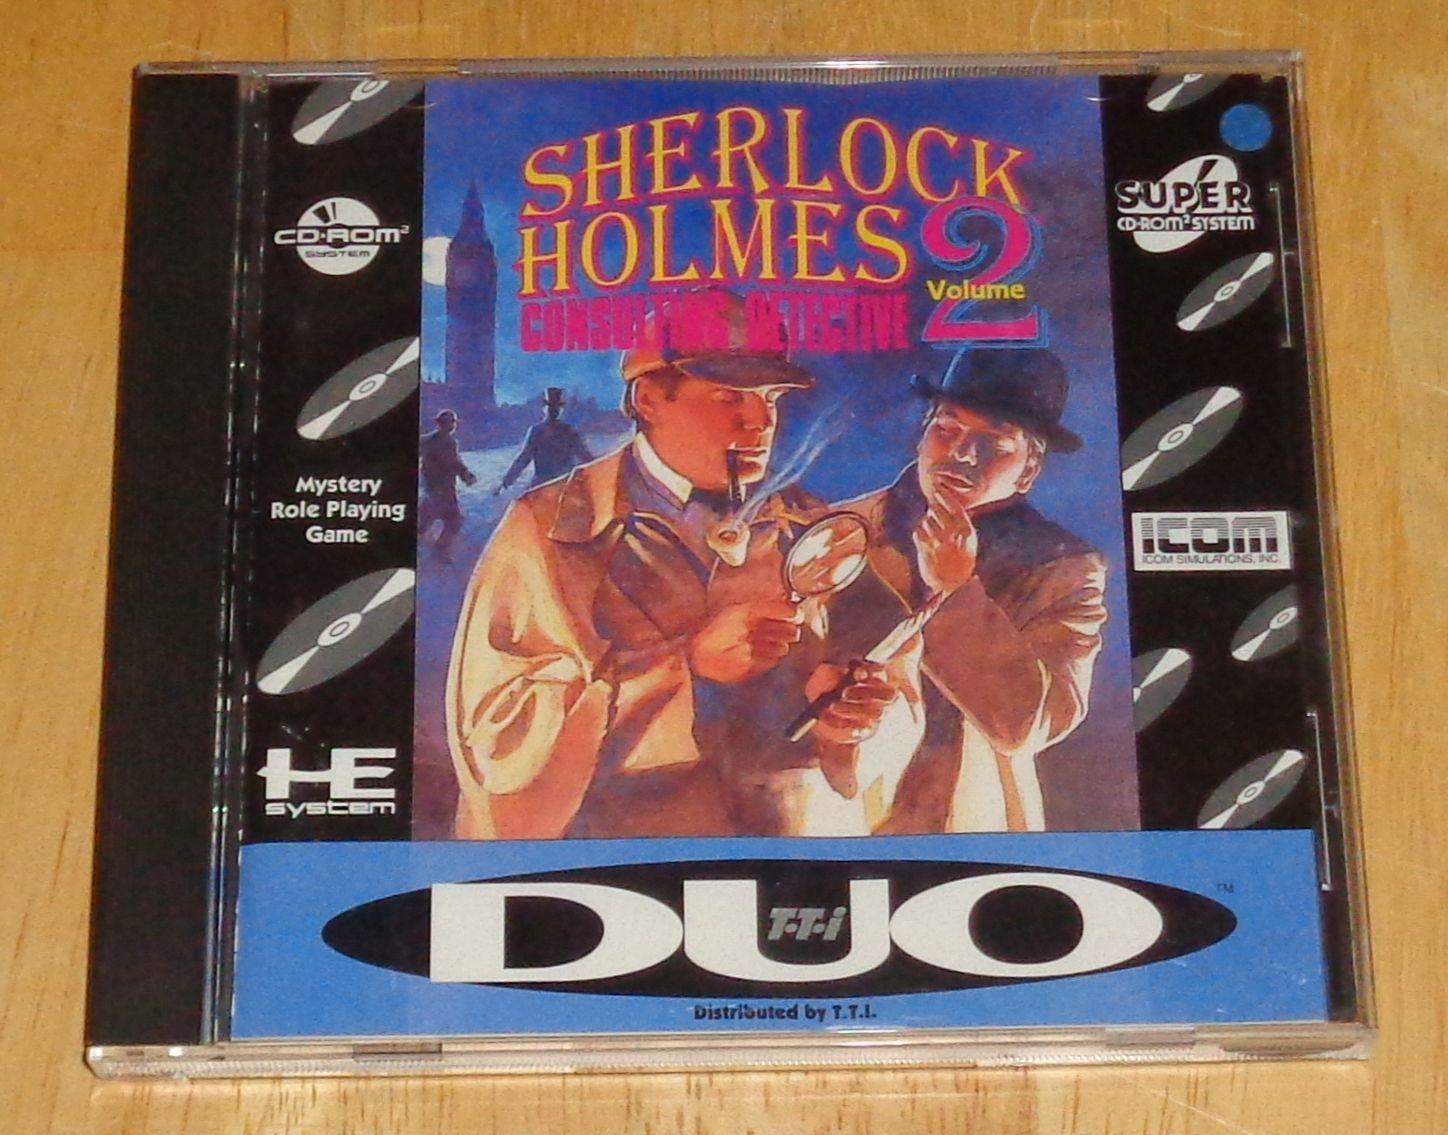 SHERLOCK
HOLMES
2
Volume
CONSULTING DETECTIVE
CD-ROM²
SYSTEM
SUPER
CD-ROM² SYSTEM
Mystery
Role Playing
Game
ICOM
ICOM SIMULATIONS, INC.
HE
system
DUO
TM
T•T•i
Distributed by T.T.I.